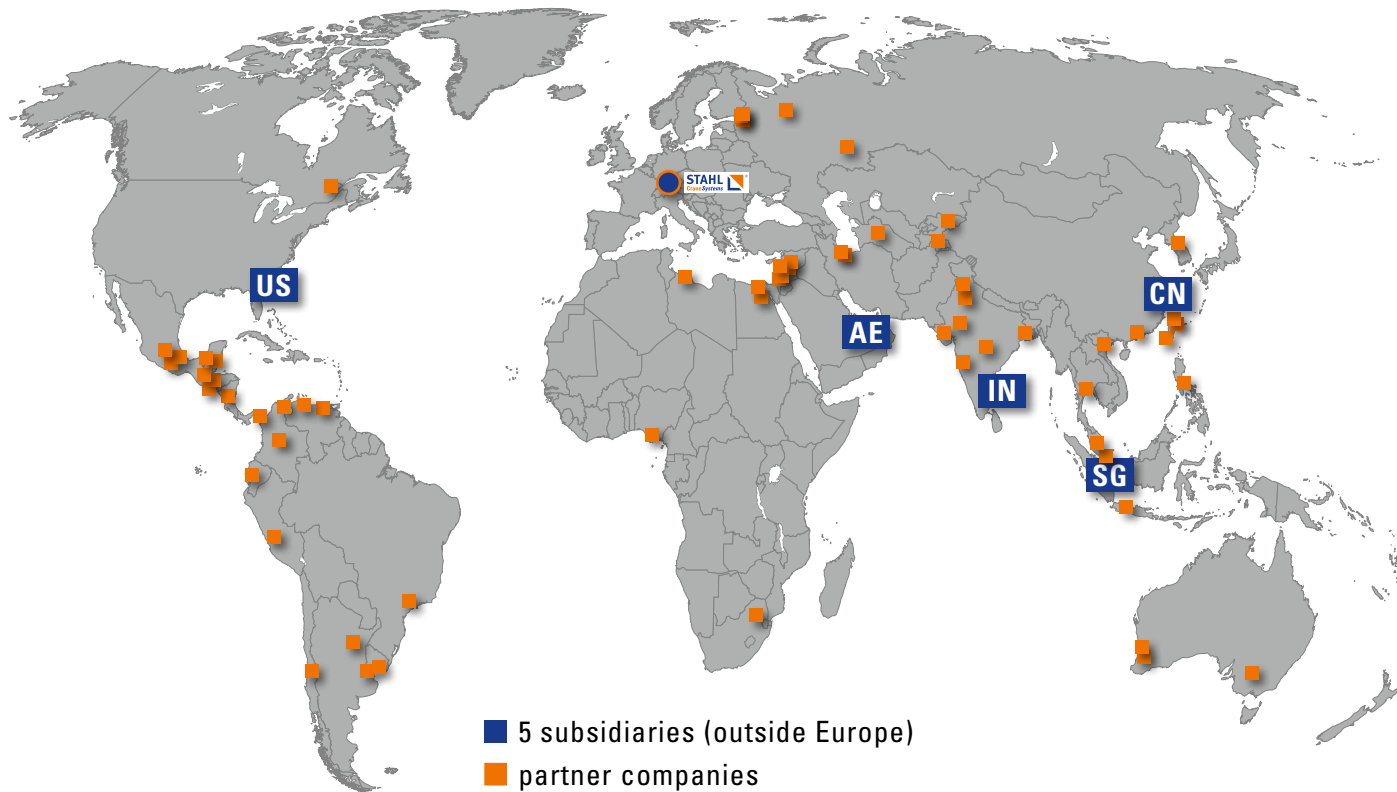 STAHL
CraneSystems
US
CN
AE
IN
SG
5 subsidiaries (outside Europe)
partner companies